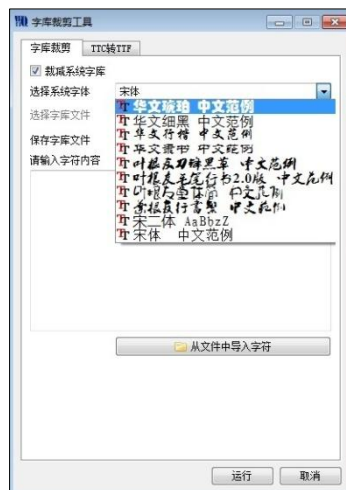 字库裁剪工具
字库裁剪 TTC转TTF
裁减系统字库
选择系统字体 宋体
华文琥珀 中文范例
选择字库文件
华文细黑 中文范例
华文行楷 中文范例
保存字库文件
华文隶书 中文范例
请输入字符内容
叶根友刀锋黑草 中文范例
叶根友毛笔行书2.0版 中文范例
中文范例
叶根友行书繁 中文范例
宋二体 AaBbzZ
宋体 中文范例
从文件中导入字符
运行 取消